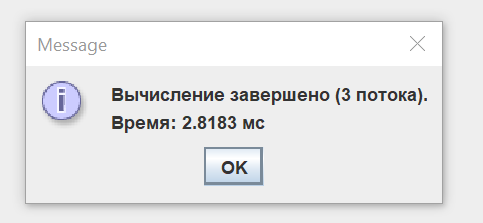 Message
Вычисление завершено (3 потока).
Время: 2.8183 мс
OK